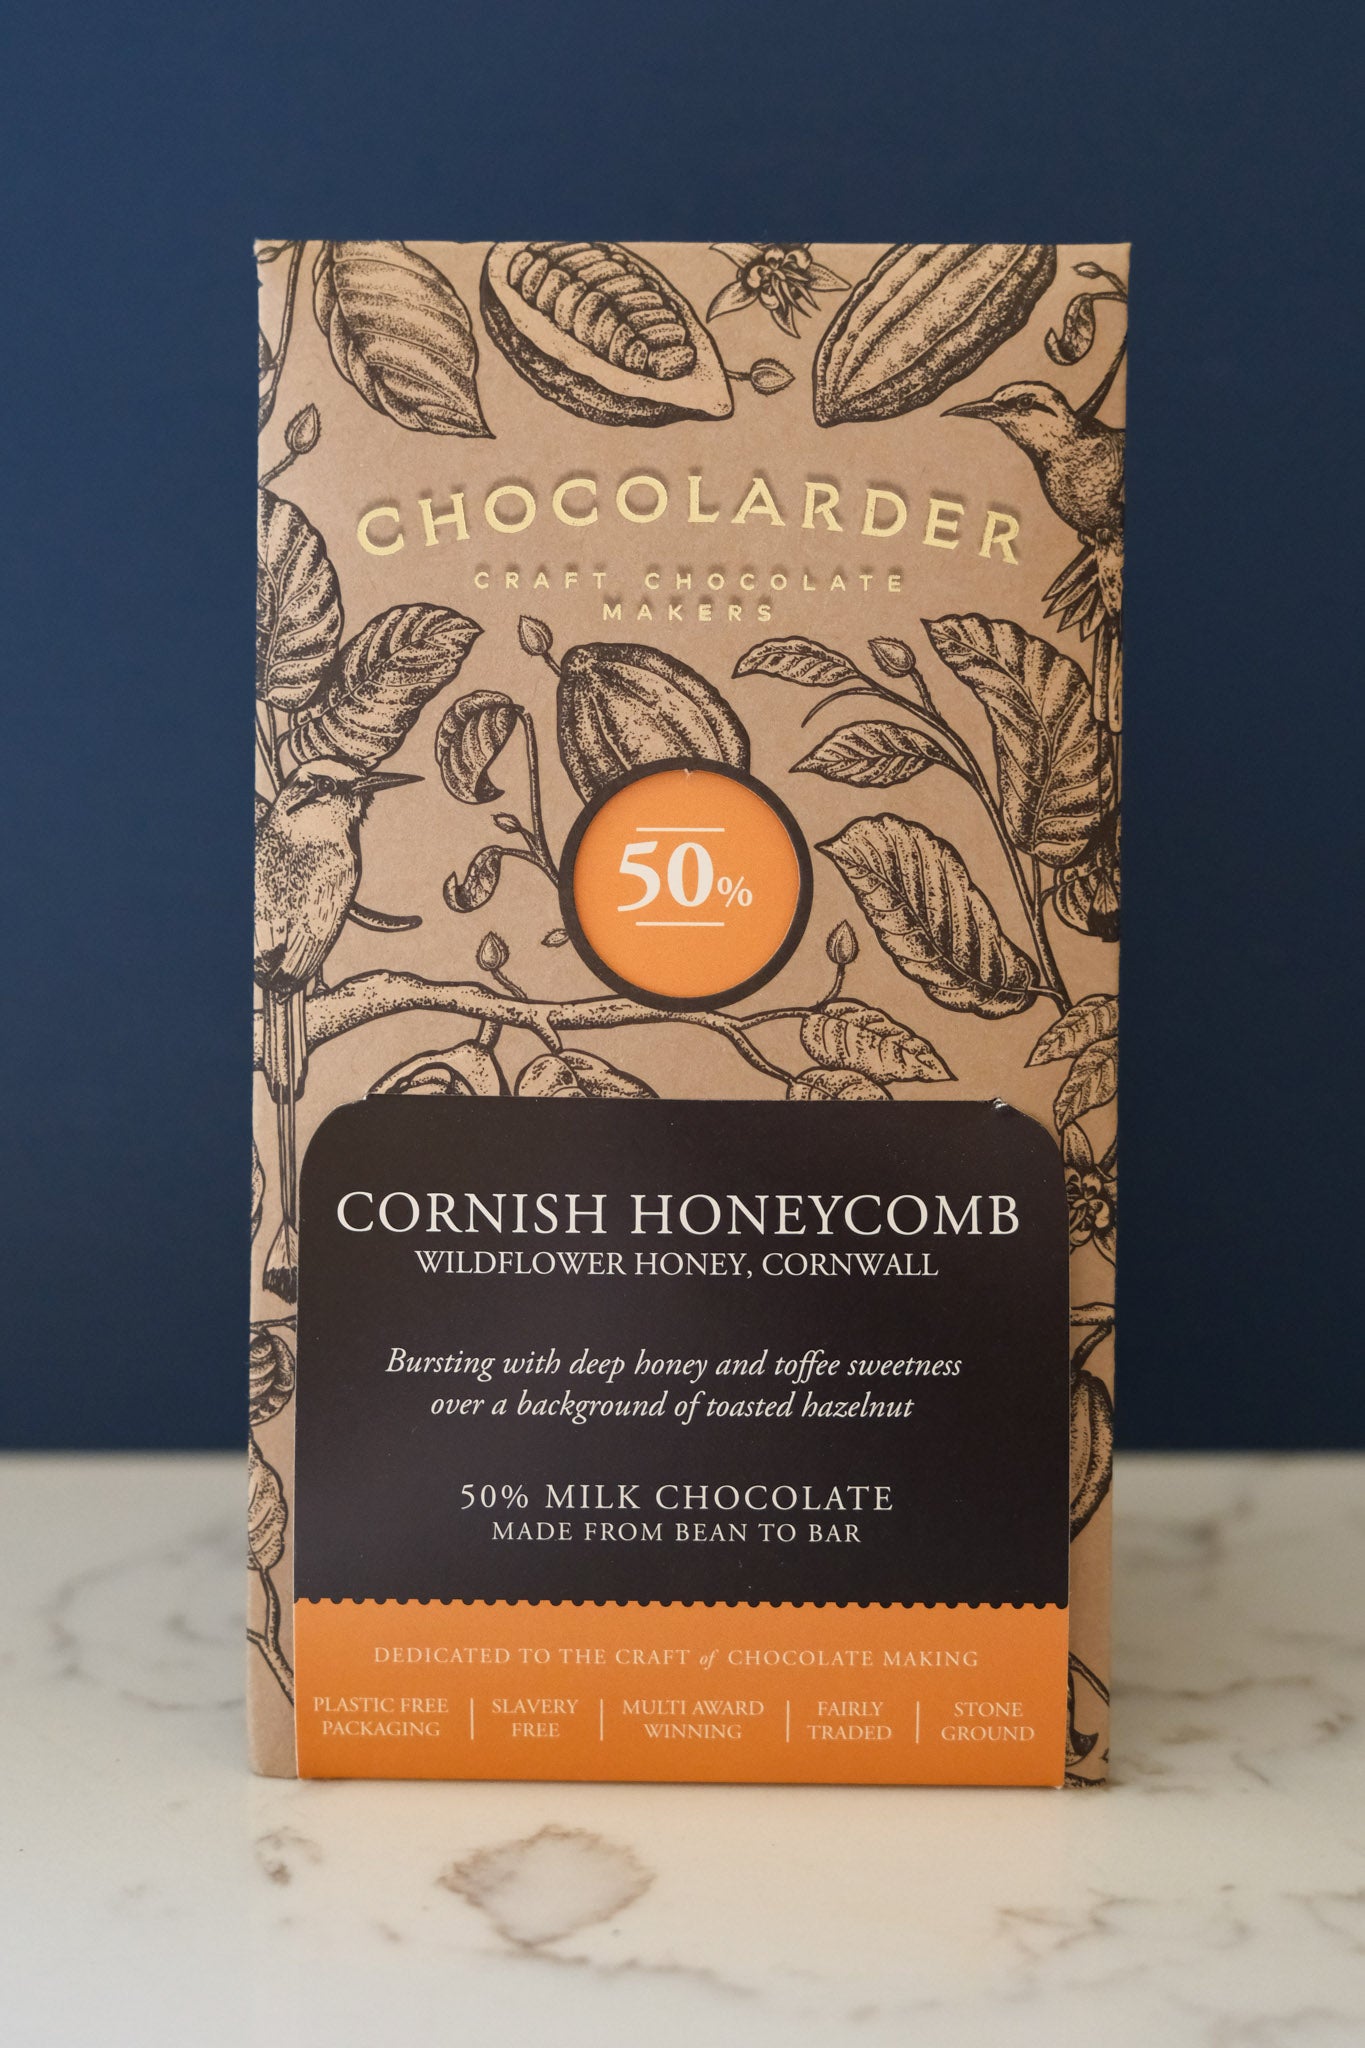 CHOCOLARDER
CRAFT CHOCOLATE
MAKERS
50%
CORNISH HONEYCOMB
WILDFLOWER HONEY, CORNWALL
Bursting with deep honey and toffee sweetness
over a background of toasted hazelnut
50% MILK CHOCOLATE
MADE FROM BEAN TO BAR
DEDICATED TO THE CRAFT of CHOCOLATE MAKING
PLASTIC FREE
PACKAGING
SLAVERY
FREE
MULTI AWARD
WINNING
FAIRLY
TRADED
STONE
GROUND